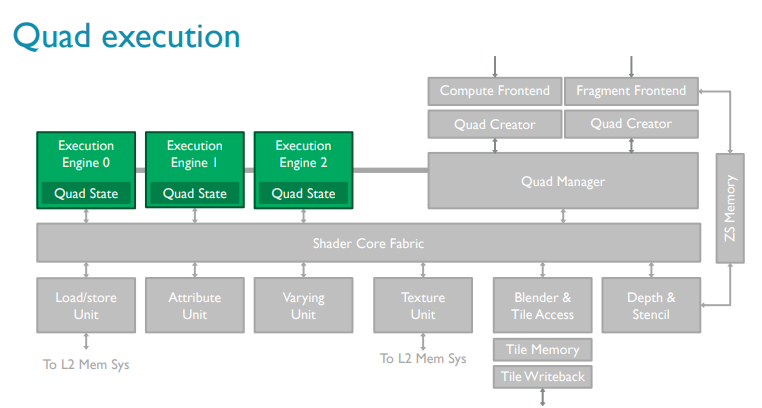 Quad execution
Compute Frontend
Fragment Frontend
Quad Creator
Quad Creator
Execution
Engine 0
Quad State
Execution
Engine 1
Quad State
Execution
Engine 2
Quad State
Quad Manager
ZS Memory
Shader Core Fabric
Load/store
Unit
Attribute
Unit
Varying
Unit
Texture
Unit
Blender &
Tile Access
Depth &
Stencil
To L2 Mem Sys
To L2 Mem Sys
Tile Memory
Tile Writeback